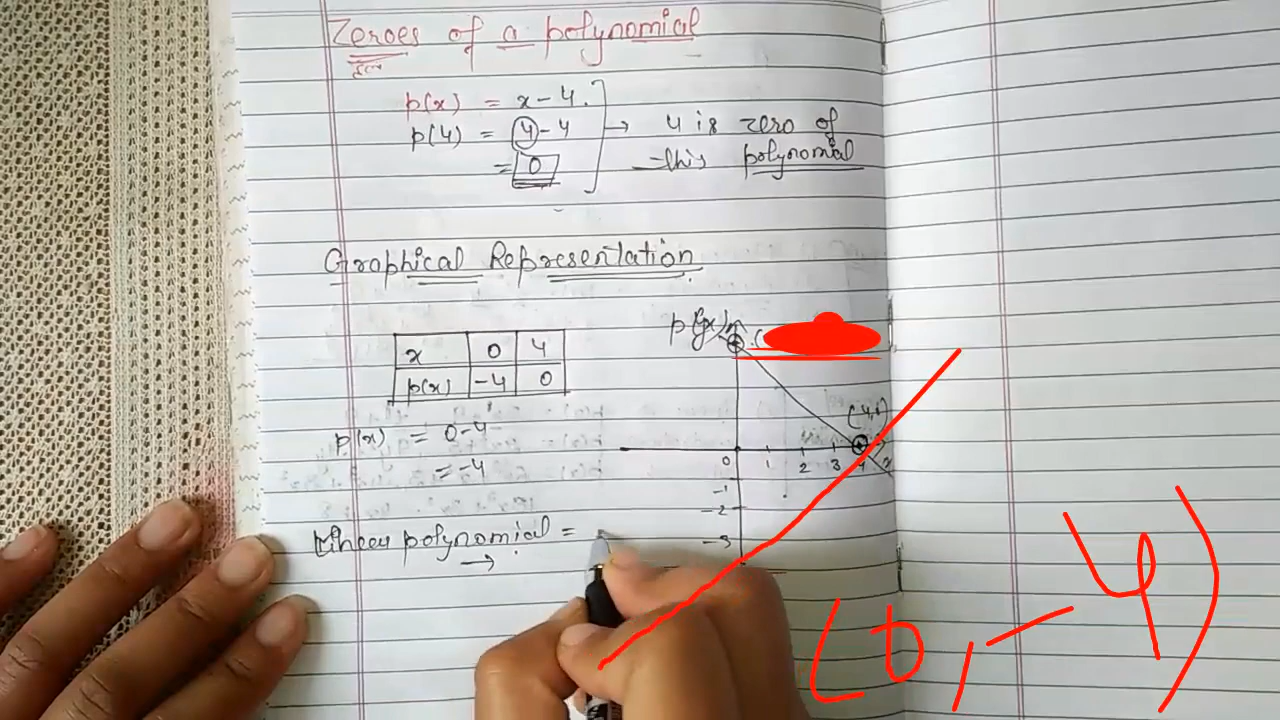 Zeroes of a polynomial
p(x) = x - 4.
p(4) = 4 - 4 → 4 is zero of
= 0 this polynomial
Graphical Representation
p(x)
x 0 4
p(x) -4 0
(4,
p(x) = 0-4
= -4
0 1 2 3 4 x
-1
-2
-3
Linear polynomial =
→
(0, -4)